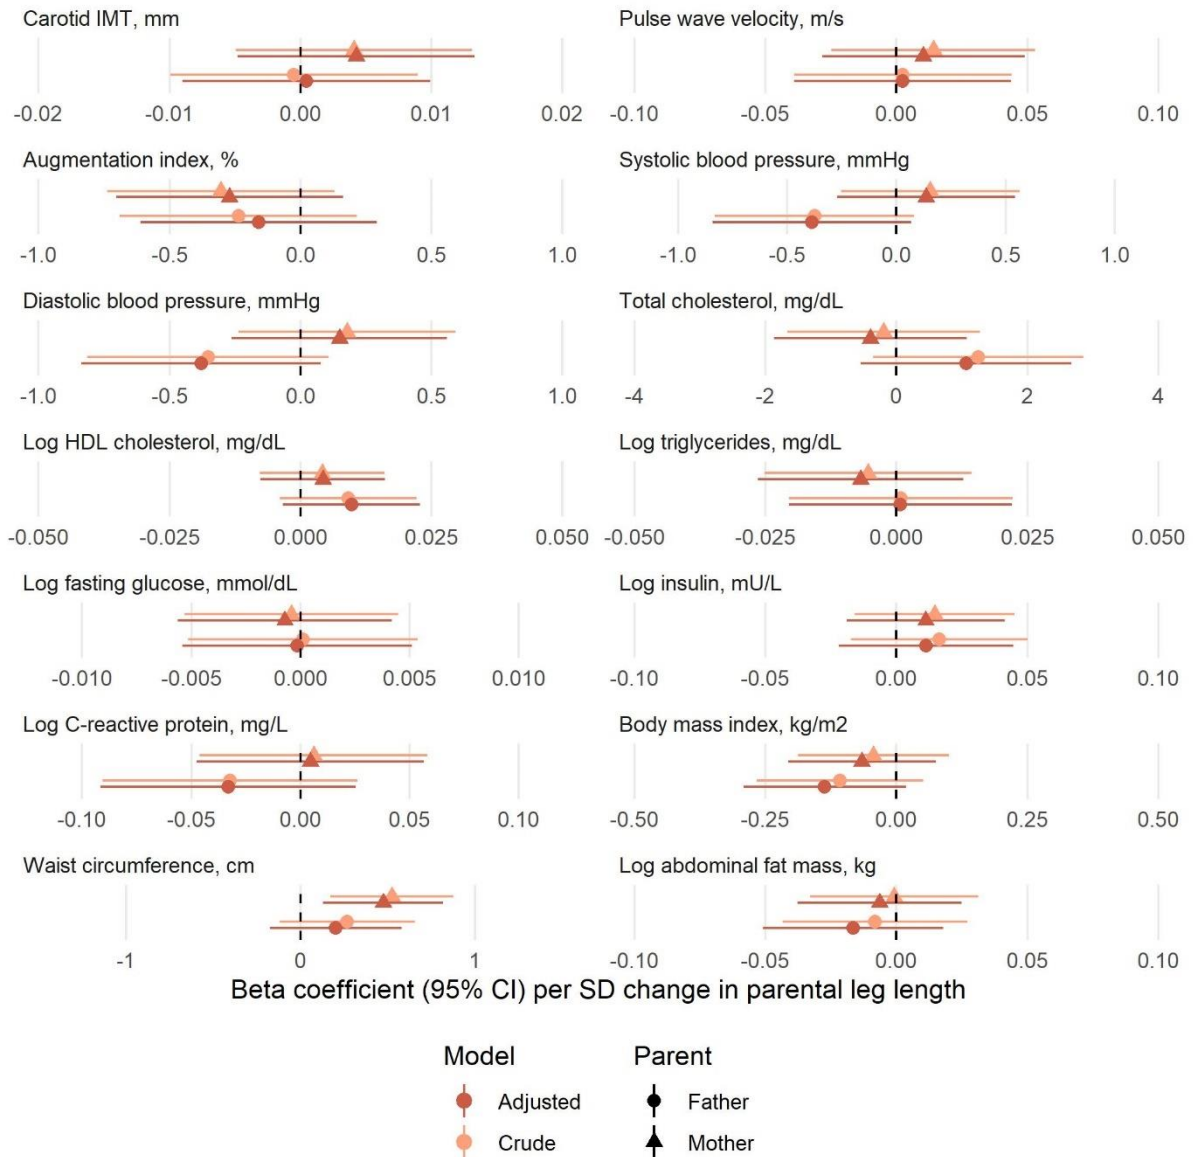 Carotid IMT, mm Pulse wave velocity, m/s
-0.02 -0.01 0.00 0.01 0.02 -0.10 -0.05 0.00 0.05 0.10
Augmentation index, % Systolic blood pressure, mmHg
-1.0 -0.5 0.0 0.5 1.0 -1.0 -0.5 0.0 0.5 1.0
Diastolic blood pressure, mmHg Total cholesterol, mg/dL
-1.0 -0.5 0.0 0.5 1.0 -4 -2 0 2 4
Log HDL cholesterol, mg/dL Log triglycerides, mg/dL
-0.050 -0.025 0.000 0.025 0.050 -0.050 -0.025 0.000 0.025 0.050
Log fasting glucose, mmol/dL Log insulin, mU/L
-0.010 -0.005 0.000 0.005 0.010 -0.10 -0.05 0.00 0.05 0.10
Log C-reactive protein, mg/L Body mass index, kg/m2
-0.10 -0.05 0.00 0.05 0.10 -0.50 -0.25 0.00 0.25 0.50
Waist circumference, cm Log abdominal fat mass, kg
-1 0 1 -0.10 -0.05 0.00 0.05 0.10
Beta coefficient (95% CI) per SD change in parental leg length
Model Parent
Adjusted Father
Crude Mother